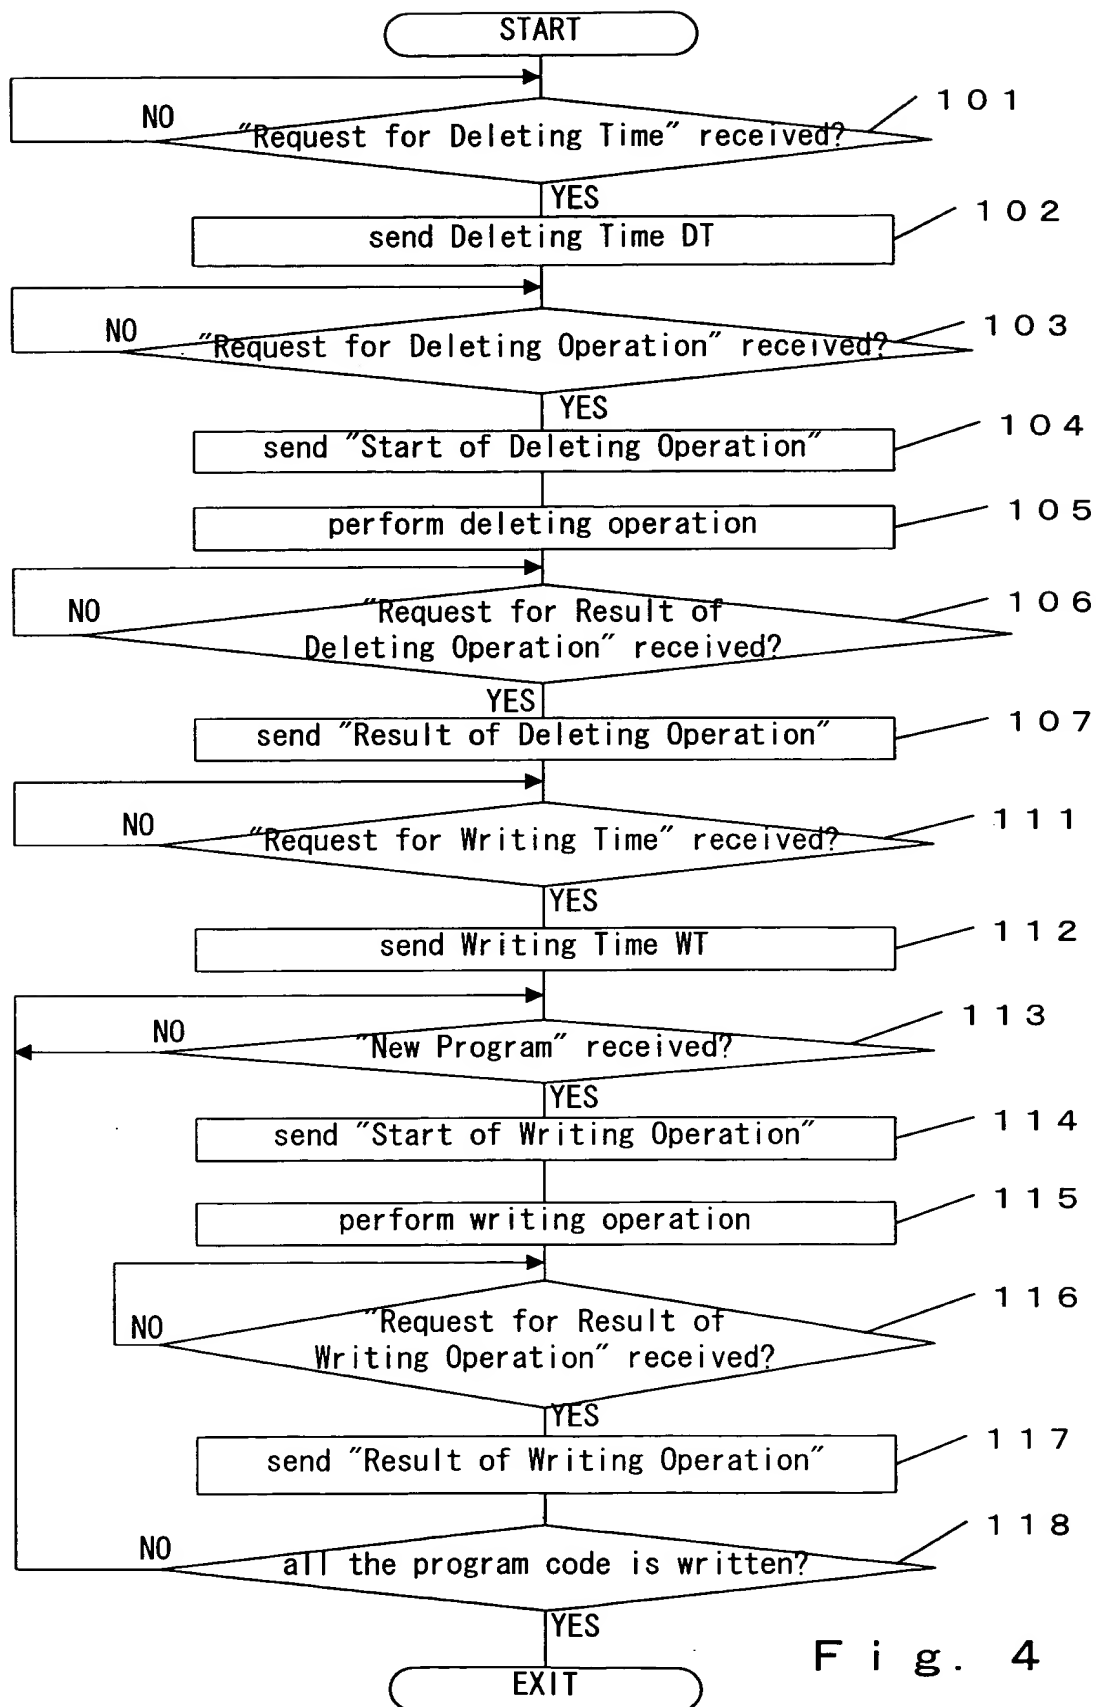 START
NO
"Request for Deleting Time" received?
101
YES
send Deleting Time DT
102
NO
"Request for Deleting Operation" received?
103
YES
send "Start of Deleting Operation"
104
perform deleting operation
105
NO
"Request for Result of
Deleting Operation" received?
106
YES
send "Result of Deleting Operation"
107
NO
"Request for Writing Time" received?
111
YES
send Writing Time WT
112
NO
"New Program" received?
113
YES
send "Start of Writing Operation"
114
perform writing operation
115
NO
"Request for Result of
Writing Operation" received?
116
YES
send "Result of Writing Operation"
117
NO
all the program code is written?
118
YES
EXIT
Fig. 4